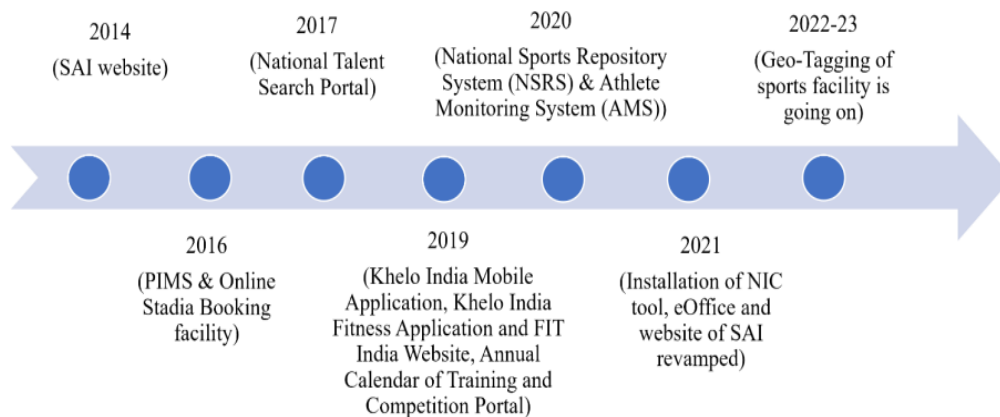 2014
(SAI website)
2016
(PIMS & Online
Stadia Booking
facility)
2017
(National Talent
Search Portal)
2019
(Khelo India Mobile
Application, Khelo India
Fitness Application and FIT
India Website, Annual
Calendar of Training and
Competition Portal)
2020
(National Sports Repository
System (NSRS) & Athlete
Monitoring System (AMS))
2021
(Installation of NIC
tool, eOffice and
website of SAI
revamped)
2022-23
(Geo-Tagging of
sports facility is
going on)